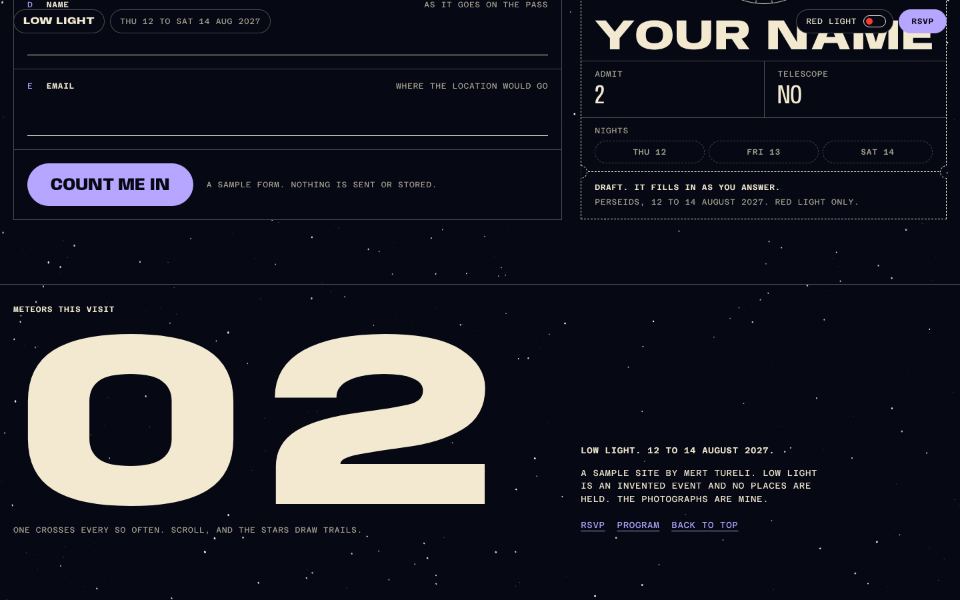 D NAME AS IT GOES ON THE PASS
LOW LIGHT THU 12 TO SAT 14 AUG 2027
RED LIGHT RSVP
YOUR NAME
E EMAIL WHERE THE LOCATION WOULD GO
COUNT ME IN A SAMPLE FORM. NOTHING IS SENT OR STORED.
ADMIT
2
TELESCOPE
NO
NIGHTS
THU 12 FRI 13 SAT 14
DRAFT. IT FILLS IN AS YOU ANSWER.
PERSEIDS, 12 TO 14 AUGUST 2027. RED LIGHT ONLY.
METEORS THIS VISIT
02
ONE CROSSES EVERY SO OFTEN. SCROLL, AND THE STARS DRAW TRAILS.
LOW LIGHT. 12 TO 14 AUGUST 2027.
A SAMPLE SITE BY MERT TURELI. LOW LIGHT
IS AN INVENTED EVENT AND NO PLACES ARE
HELD. THE PHOTOGRAPHS ARE MINE.
RSVP PROGRAM BACK TO TOP